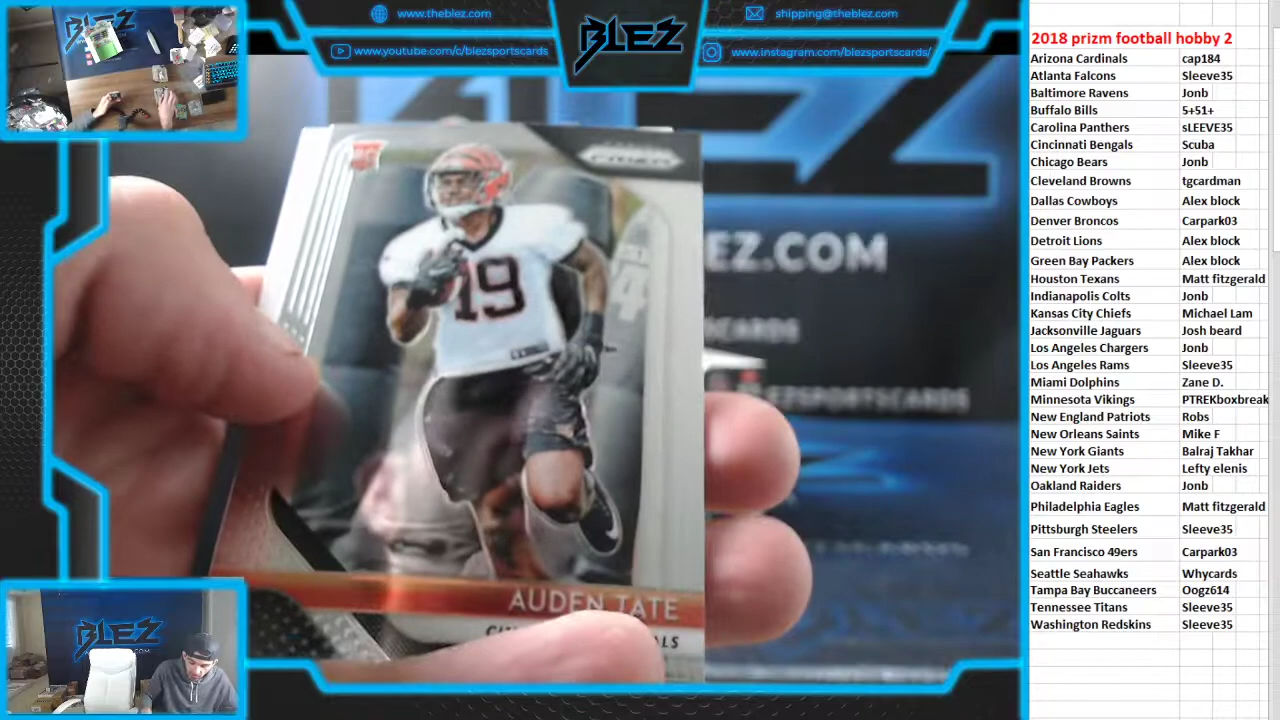 www.theblez.com
shipping@theblez.com
www.youtube.com/c/blezsportscards
www.instagram.com/blezsportscards/
BLEZ
PRIZM
19
AUDEN TATE
EZ.COM
SCARDS
EZSPORTSCARDS
BLEZ
2018 prizm football hobby 2
Arizona Cardinals cap184
Atlanta Falcons Sleeve35
Baltimore Ravens Jonb
Buffalo Bills 5+51+
Carolina Panthers sLEEVE35
Cincinnati Bengals Scuba
Chicago Bears Jonb
Cleveland Browns tgcardman
Dallas Cowboys Alex block
Denver Broncos Carpark03
Detroit Lions Alex block
Green Bay Packers Alex block
Houston Texans Matt fitzgerald
Indianapolis Colts Jonb
Kansas City Chiefs Michael Lam
Jacksonville Jaguars Josh beard
Los Angeles Chargers Jonb
Los Angeles Rams Sleeve35
Miami Dolphins Zane D.
Minnesota Vikings PTREKboxbreak
New England Patriots Robs
New Orleans Saints Mike F
New York Giants Balraj Takhar
New York Jets Lefty elenis
Oakland Raiders Jonb
Philadelphia Eagles Matt fitzgerald
Pittsburgh Steelers Sleeve35
San Francisco 49ers Carpark03
Seattle Seahawks Whycards
Tampa Bay Buccaneers Oogz614
Tennessee Titans Sleeve35
Washington Redskins Sleeve35